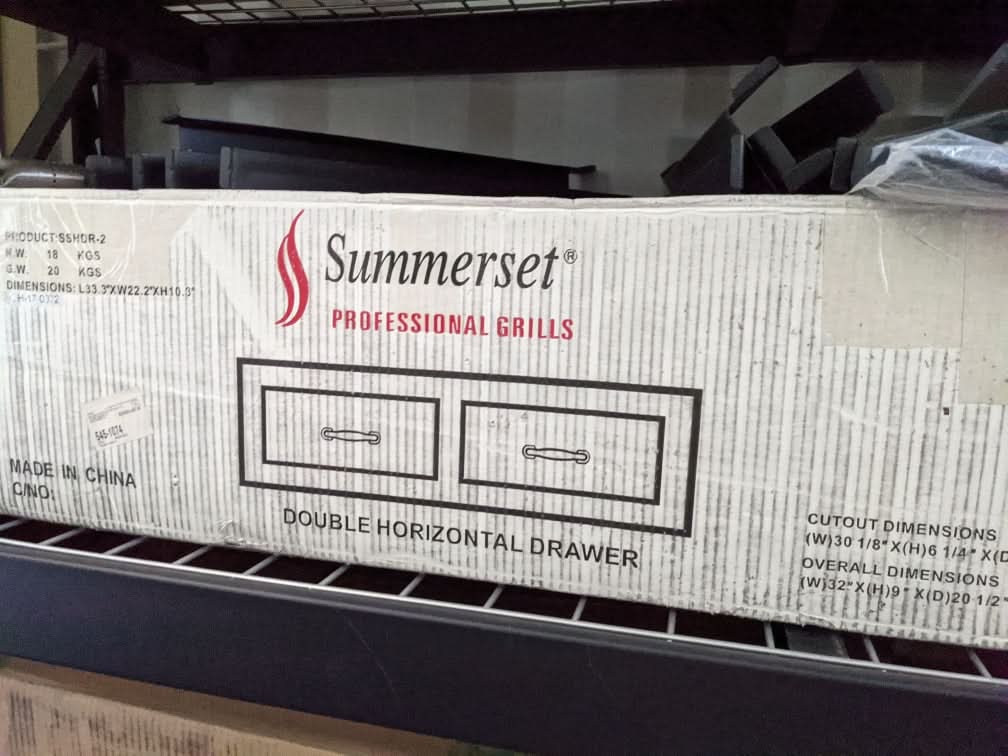 PRODUCT:SSHDR-2
N.W. 18 KGS
G.W. 20 KGS
DIMENSIONS: L33.3"XW22.2"XH10.3"
Summerset®
PROFESSIONAL GRILLS
545-1074
MADE IN CHINA
C/NO:
DOUBLE HORIZONTAL DRAWER
CUTOUT DIMENSIONS
(W)30 1/8" X(H)6 1/4" X(D
OVERALL DIMENSIONS
(W)32"X(H)9" X(D)20 1/2"